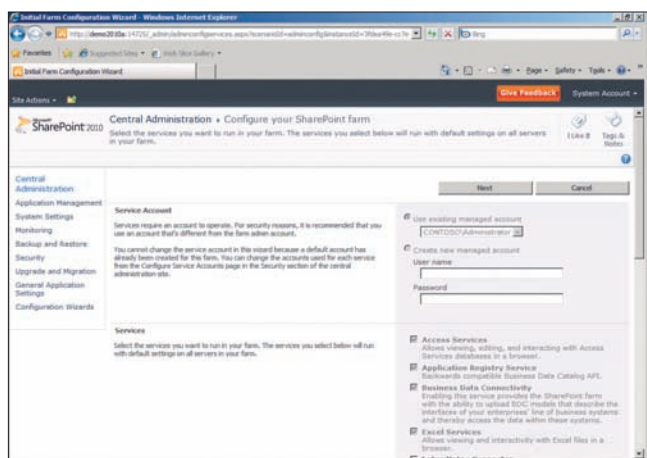 Initial Farm Configuration Wizard - Windows Internet Explorer
Bing
Favorites Suggested Sites Web Slice Gallery
Initial Farm Configuration Wizard
Page Safety Tools
Site Actions
Give Feedback
System Account
Microsoft
SharePoint 2010
Central Administration Configure your SharePoint farm
Select the services you want to run in your farm. The services you select below will run with default settings on all servers
in your farm.
I Like It
Tags &
Notes
Central
Administration
Application Management
System Settings
Monitoring
Backup and Restore
Security
Upgrade and Migration
General Application
Settings
Configuration Wizards
Next
Cancel
Service Account
Services require an account to operate. For security reasons, it is recommended that you
use an account that's different from the farm admin account.
You cannot change the service account in this wizard because a default account has
already been created for this farm. You can change the accounts used for each service
from the Configure Service Accounts page in the Security section of the central
administration site.
Use existing managed account
CONTOSO\Administrator
Create new managed account
User name
Password
Services
Select the services you want to run in your farm. The services you select below will run
with default settings on all servers in your farm.
Access Services
Allows viewing, editing, and interacting with Access
Services databases in a browser.
Application Registry Service
Backwards compatible Business Data Catalog API.
Business Data Connectivity
Enabling this service provides the SharePoint farm
with the ability to upload BDC models that describe the
interfaces of your enterprises' line of business systems
and thereby access the data within these systems.
Excel Services
Allows viewing and interactivity with Excel files in a
browser.